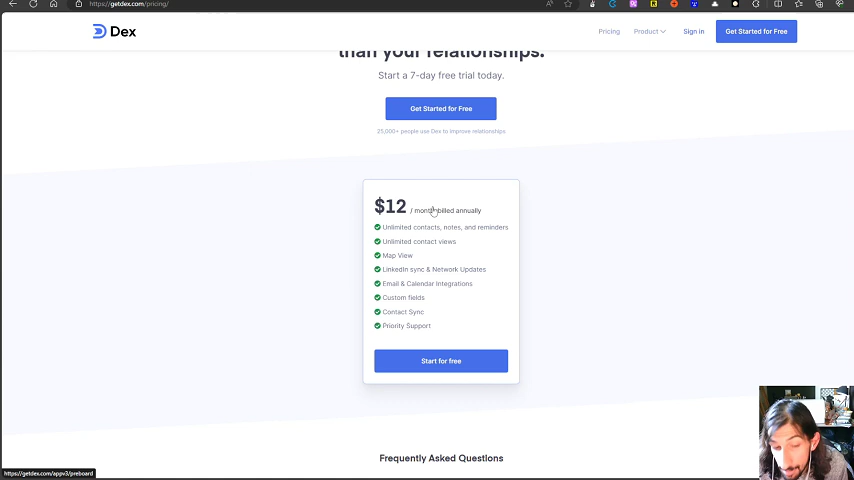 https://getdex.com/pricing/
Dex
Pricing
Product
Sign in
Get Started for Free
than your relationships.
Start a 7-day free trial today.
Get Started for Free
25,000+ people use Dex to improve relationships.
$12 / month billed annually
Unlimited contacts, notes, and reminders
Unlimited contact views
Map View
LinkedIn sync & Network Updates
Email & Calendar Integrations
Custom fields
Contact Sync
Priority Support
Start for free
Frequently Asked Questions
https://getdex.com/appv3/preboard